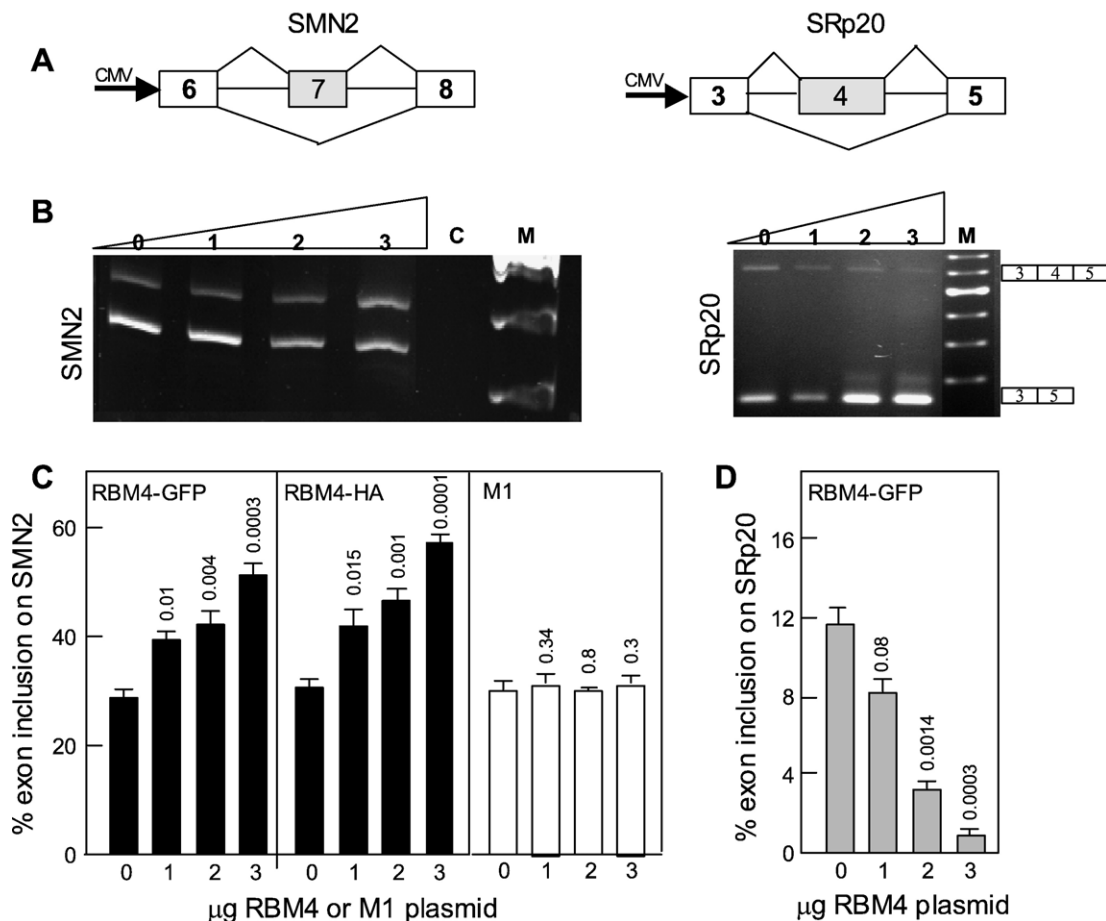 SMN2
SRp20
A
CMV
6
7
8
CMV
3
4
5
B
0 1 2 3 C M
SMN2
0 1 2 3 M
SRp20
3 4 5
3 5
C
RBM4-GFP
RBM4-HA
M1
% exon inclusion on SMN2
60
40
20
0
0.01
0.004
0.0003
0.015
0.001
0.0001
0.34
0.8
0.3
0 1 2 3 0 1 2 3 0 1 2 3
µg RBM4 or M1 plasmid
D
RBM4-GFP
% exon inclusion on SRp20
16
12
8
4
0
0.08
0.0014
0.0003
0 1 2 3
µg RBM4 plasmid